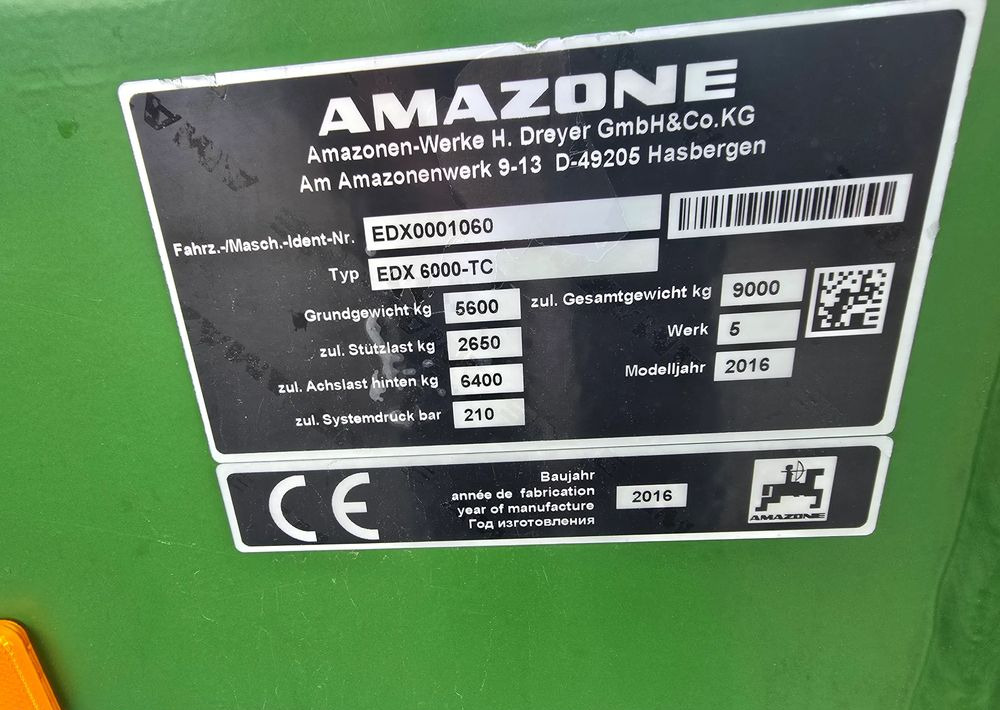 AMAZONE
Amazonen-Werke H. Dreyer GmbH&Co.KG
Am Amazonenwerk 9-13 D-49205 Hasbergen
Fahrz.-/Masch.-Ident-Nr. EDX0001060
Typ EDX 6000-TC
Grundgewicht kg 5600 zul. Gesamtgewicht kg 9000
zul. Stützlast kg 2650 Werk 5
zul. Achslast hinten kg 6400 Modelljahr 2016
zul. Systemdruck bar 210
CE
Baujahr
année de fabrication
year of manufacture
Год изготовления
2016
AMAZONE